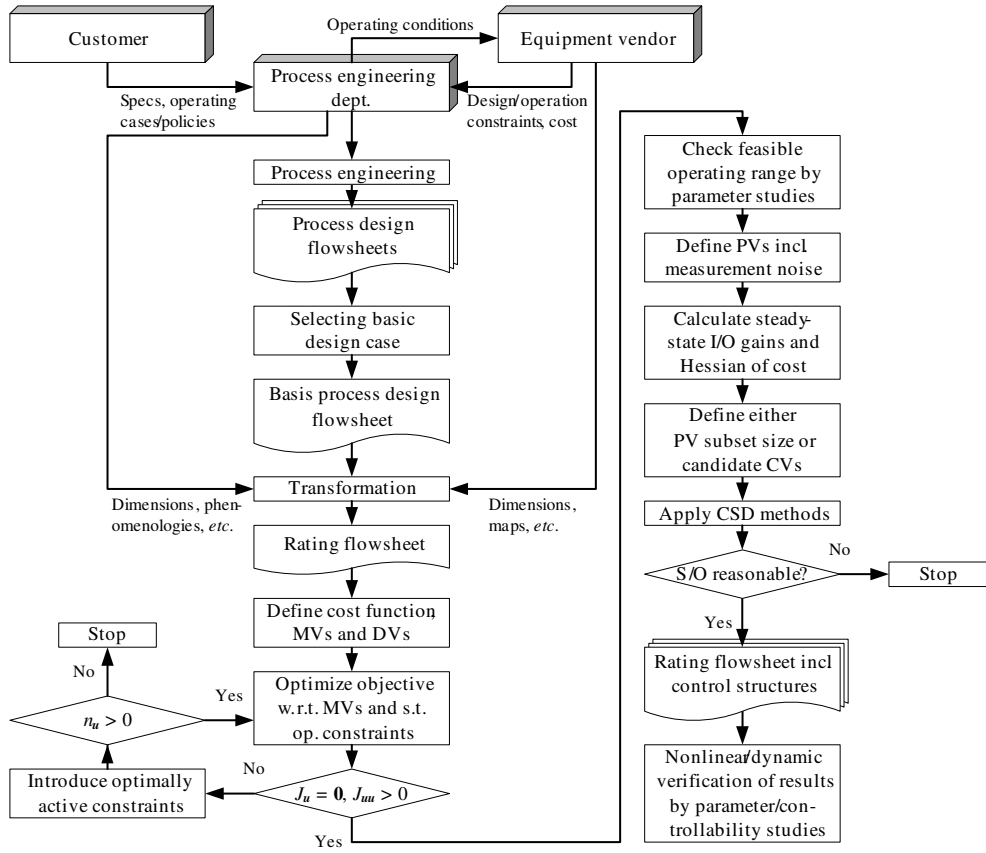 Customer
Operating conditions
Equipment vendor
Process engineering
dept.
Specs, operating
cases/policies
Design/operation
constraints, cost
Process engineering
Process design
flowsheets
Selecting basic
design case
Basis process design
flowsheet
Transformation
Dimensions, phen-
omenologies, etc.
Dimensions,
maps, etc.
Rating flowsheet
Define cost function,
MVs and DVs
Optimize objective
w.r.t. MVs and s.t.
op. constraints
Stop
No
Yes
nu > 0
Introduce optimally
active constraints
No
Ju = 0, Juu > 0
Yes
Check feasible
operating range by
parameter studies
Define PVs incl.
measurement noise
Calculate steady-
state I/O gains and
Hessian of cost
Define either
PV subset size or
candidate CVs
Apply CSD methods
S/O reasonable?
No
Stop
Yes
Rating flowsheet incl
control structures
Nonlinear/dynamic
verification of results
by parameter/con-
trollability studies